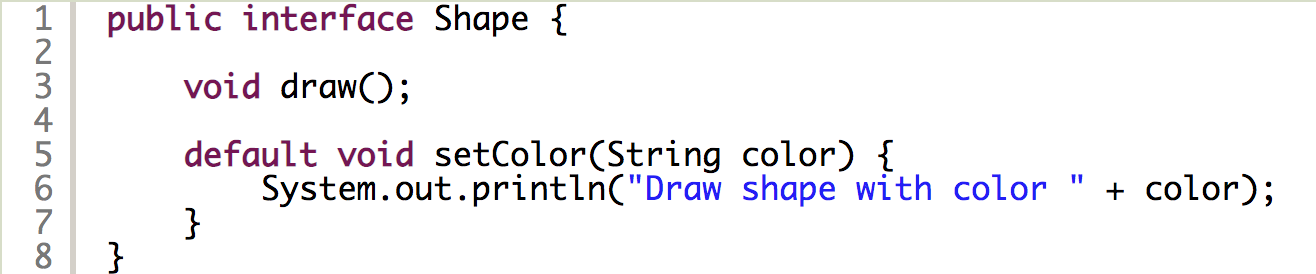 1 public interface Shape {
2
3 void draw();
4
5 default void setColor(String color) {
6 System.out.println("Draw shape with color " + color);
7 }
8 }